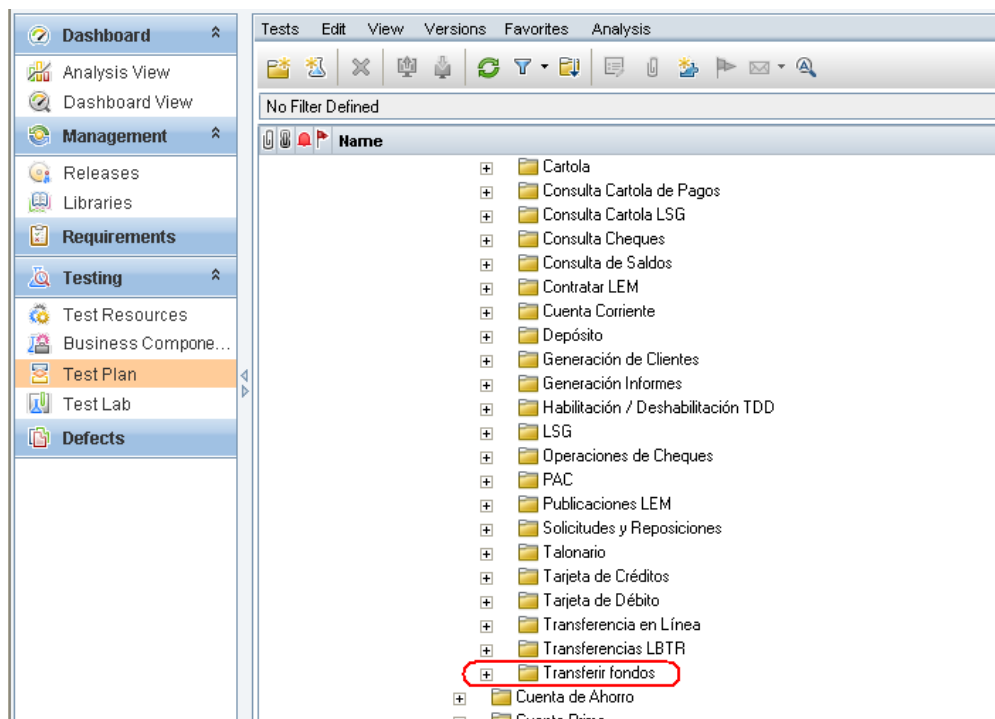 Dashboard
Analysis View
Dashboard View
Management
Releases
Libraries
Requirements
Testing
Test Resources
Business Compone...
Test Plan
Test Lab
Defects
Tests Edit View Versions Favorites Analysis
No Filter Defined
Name
Cartola
Consulta Cartola de Pagos
Consulta Cartola LSG
Consulta Cheques
Consulta de Saldos
Contratar LEM
Cuenta Corriente
Depósito
Generación de Clientes
Generación Informes
Habilitación / Deshabilitación TDD
LSG
Operaciones de Cheques
PAC
Publicaciones LEM
Solicitudes y Reposiciones
Talonario
Tarjeta de Créditos
Tarjeta de Débito
Transferencia en Línea
Transferencias LBTR
Transferir fondos
Cuenta de Ahorro